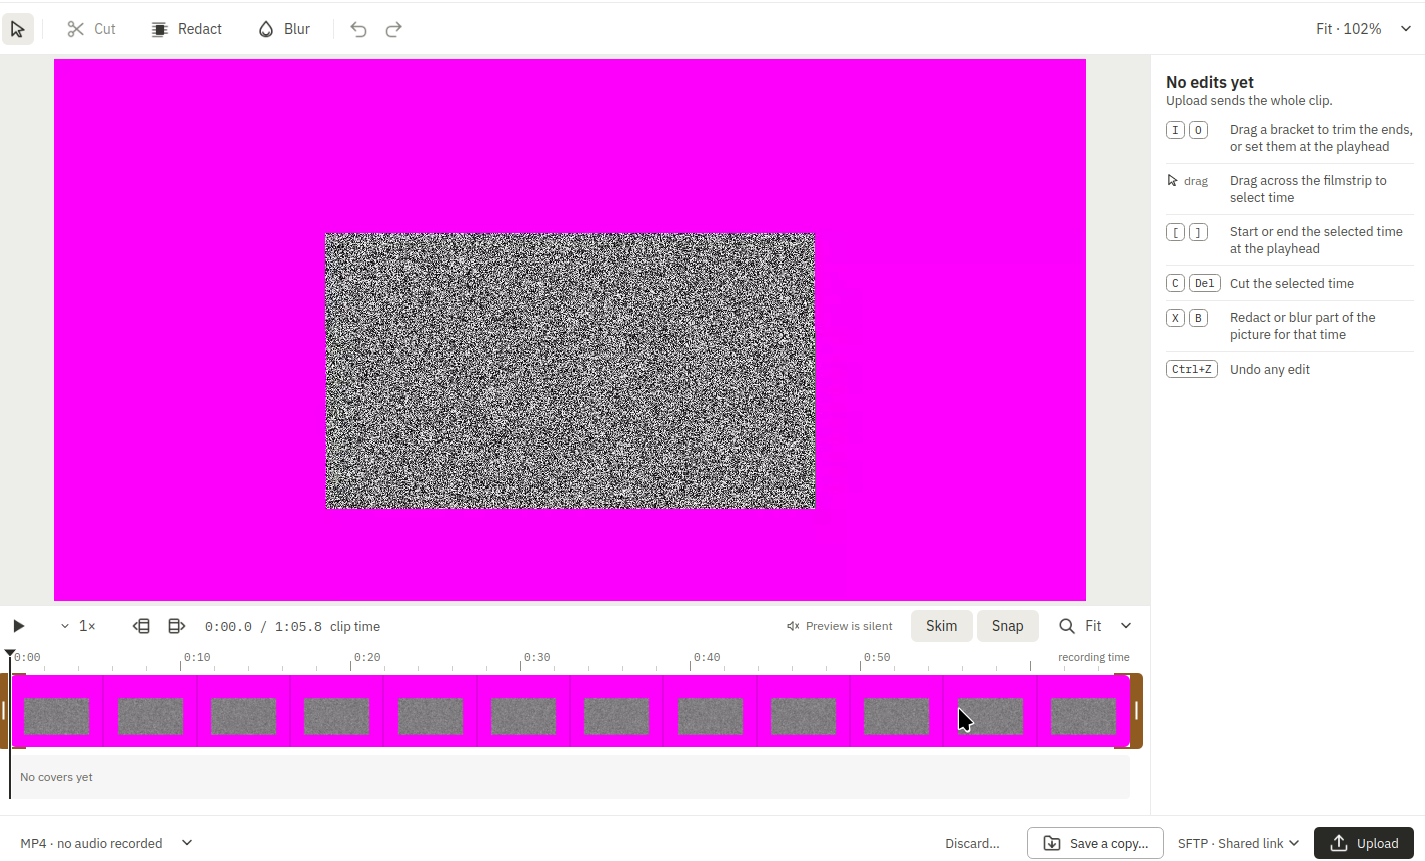 Cut
Redact
Blur
Fit · 102%
No edits yet
Upload sends the whole clip.
I O Drag a bracket to trim the ends,
or set them at the playhead
drag Drag across the filmstrip to
select time
[ ] Start or end the selected time
at the playhead
C Del Cut the selected time
X B Redact or blur part of the
picture for that time
Ctrl+Z Undo any edit
1×
0:00.0 / 1:05.8 clip time
Preview is silent
Skim
Snap
Fit
0:00 0:10 0:20 0:30 0:40 0:50 recording time
No covers yet
MP4 · no audio recorded
Discard...
Save a copy...
SFTP · Shared link
Upload